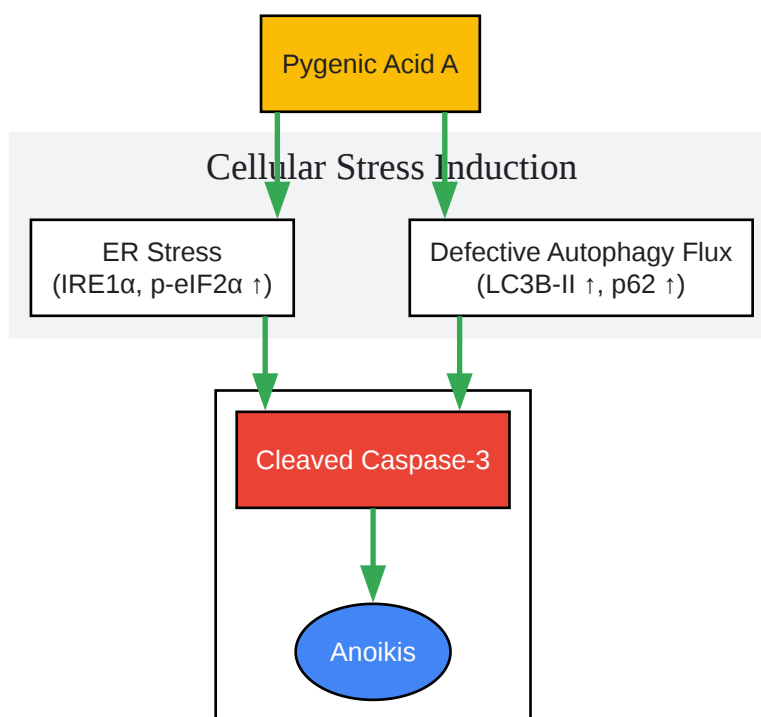 Pygenic Acid A
Cellular Stress Induction
ER Stress
(IRE1α, p-eIF2α ↑)
Defective Autophagy Flux
(LC3B-II ↑, p62 ↑)
Cleaved Caspase-3
Anoikis